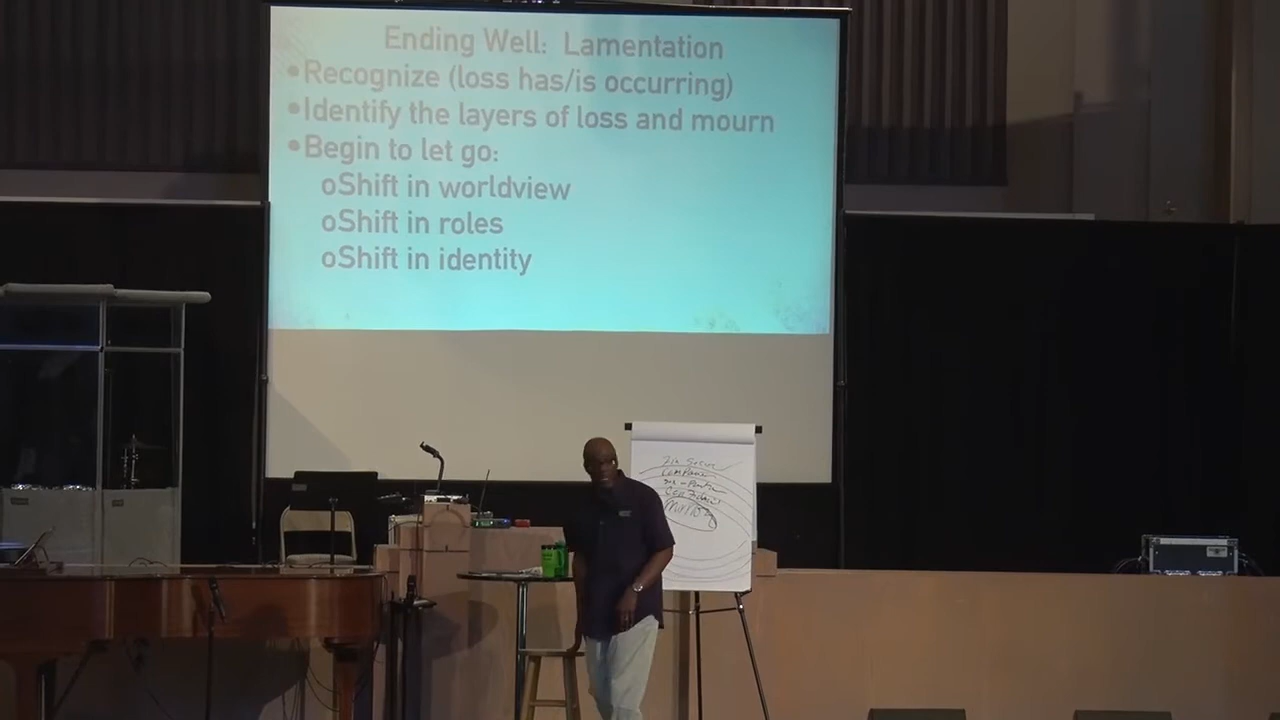 Ending Well: Lamentation
•Recognize (loss has/is occurring)
•Identify the layers of loss and mourn
•Begin to let go:
oShift in worldview
oShift in roles
oShift in identity